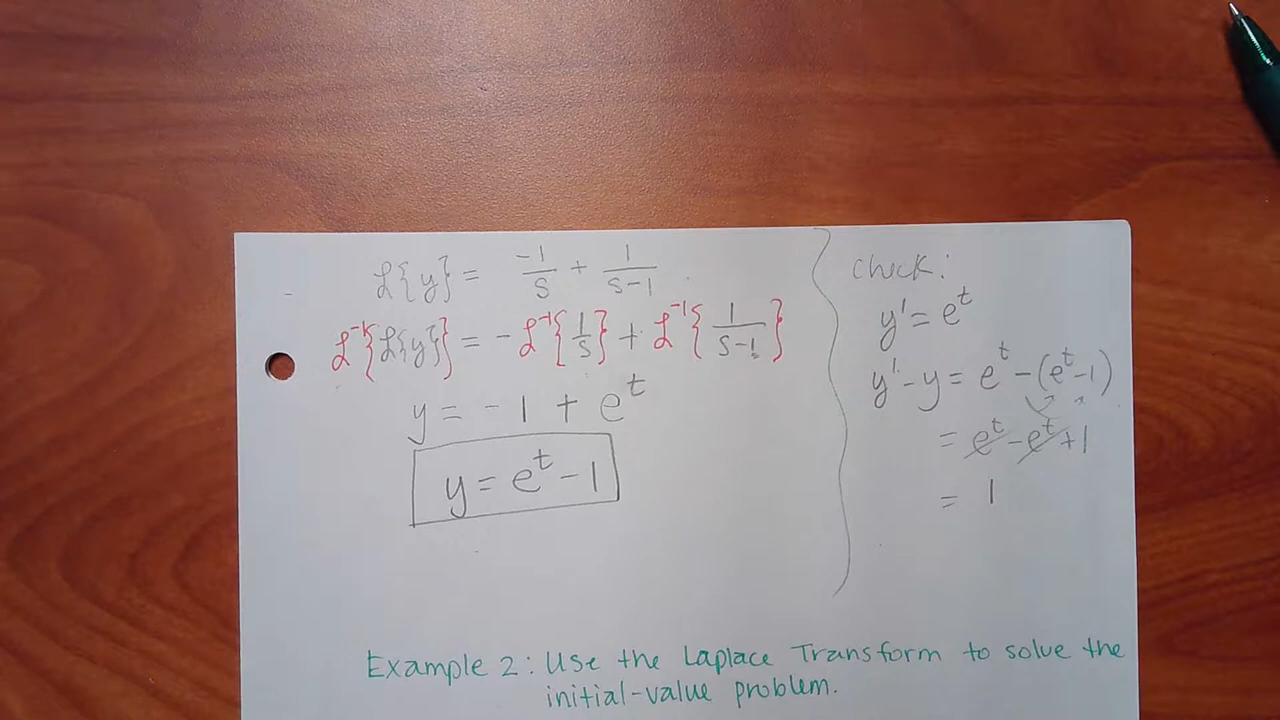 ℒ{y} = -1/s + 1/(s-1)
ℒ⁻¹{ℒ{y}} = -ℒ⁻¹{1/s} + ℒ⁻¹{1/(s-1)}
y = -1 + e^t
y = e^t - 1
Check:
y' = e^t
y' - y = e^t - (e^t - 1)
= e^t - e^t + 1
= 1
Example 2: Use the Laplace Transform to solve the
initial-value problem.